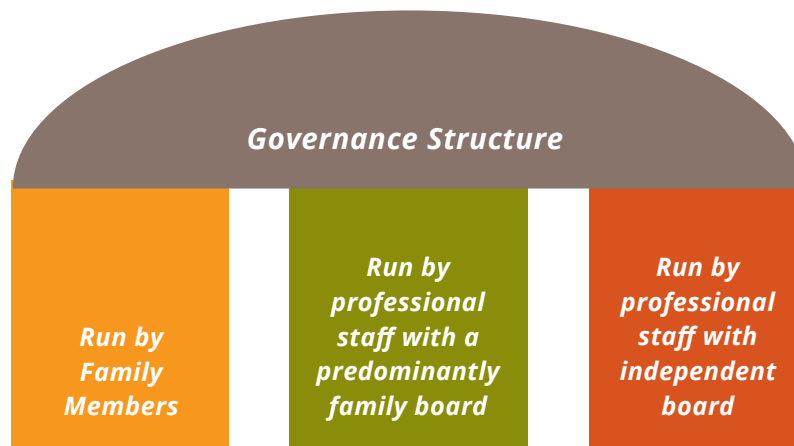 Governance Structure
Run by
Family
Members
Run by
professional
staff with a
predominantly
family board
Run by
professional
staff with
independent
board